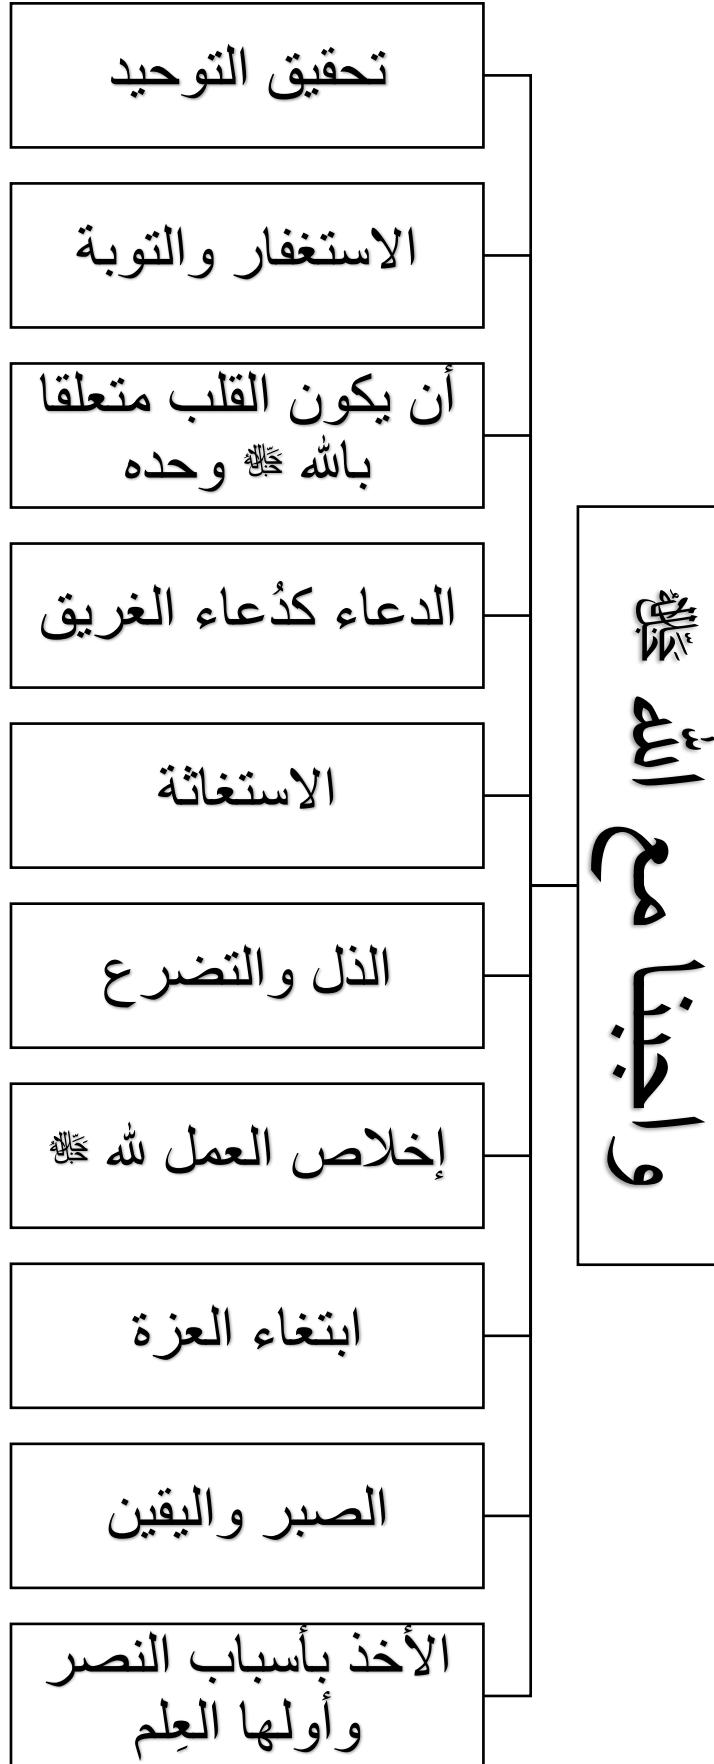 واجبنا مع الله ﷻ
تحقيق التوحيد
الاستغفار والتوبة
أن يكون القلب متعلقا
بالله ﷻ وحده
الدعاء كدُعاء الغريق
الاستغاثة
الذل والتضرع
إخلاص العمل لله ﷻ
ابتغاء العزة
الصبر واليقين
الأخذ بأسباب النصر
وأولها العِلم